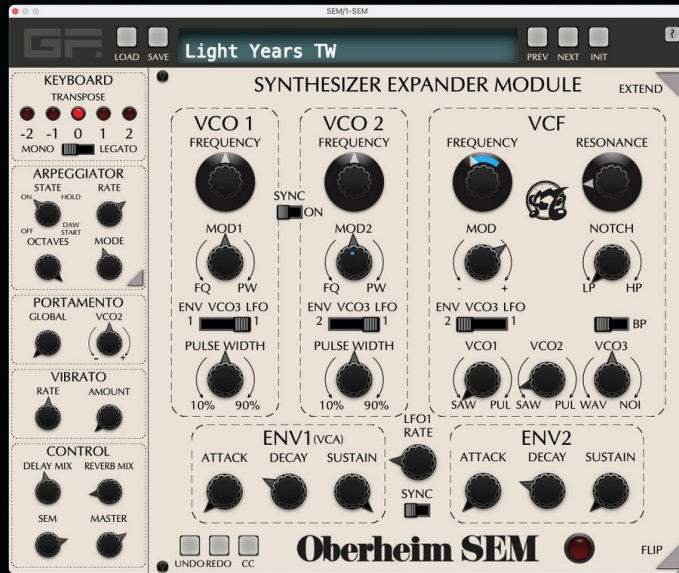 SEM/1-SEM
GF
LOAD SAVE
Light Years TW
PREV NEXT INIT
?
KEYBOARD
TRANSPOSE
-2 -1 0 1 2
MONO LEGATO
ARPEGGIATOR
STATE RATE
ON HOLD
OFF DAW START
OCTAVES MODE
PORTAMENTO
GLOBAL VCO2
- +
VIBRATO
RATE AMOUNT
CONTROL
DELAY MIX REVERB MIX
SEM MASTER
SYNTHESIZER EXPANDER MODULE
EXTEND
VCO 1
FREQUENCY
MOD1
FQ PW
ENV VCO3 LFO
1 1
PULSE WIDTH
10% 90%
SYNC
ON
VCO 2
FREQUENCY
MOD2
FQ PW
ENV VCO3 LFO
2 1
PULSE WIDTH
10% 90%
VCF
FREQUENCY RESONANCE
MOD NOTCH
- + LP HP
ENV VCO3 LFO
2 1
BP
VCO1 VCO2 VCO3
SAW PUL SAW PUL WAV NOI
ENV1 (VCA)
ATTACK DECAY SUSTAIN
LFO1
RATE
SYNC
ENV2
ATTACK DECAY SUSTAIN
UNDO REDO CC
Oberheim SEM
FLIP